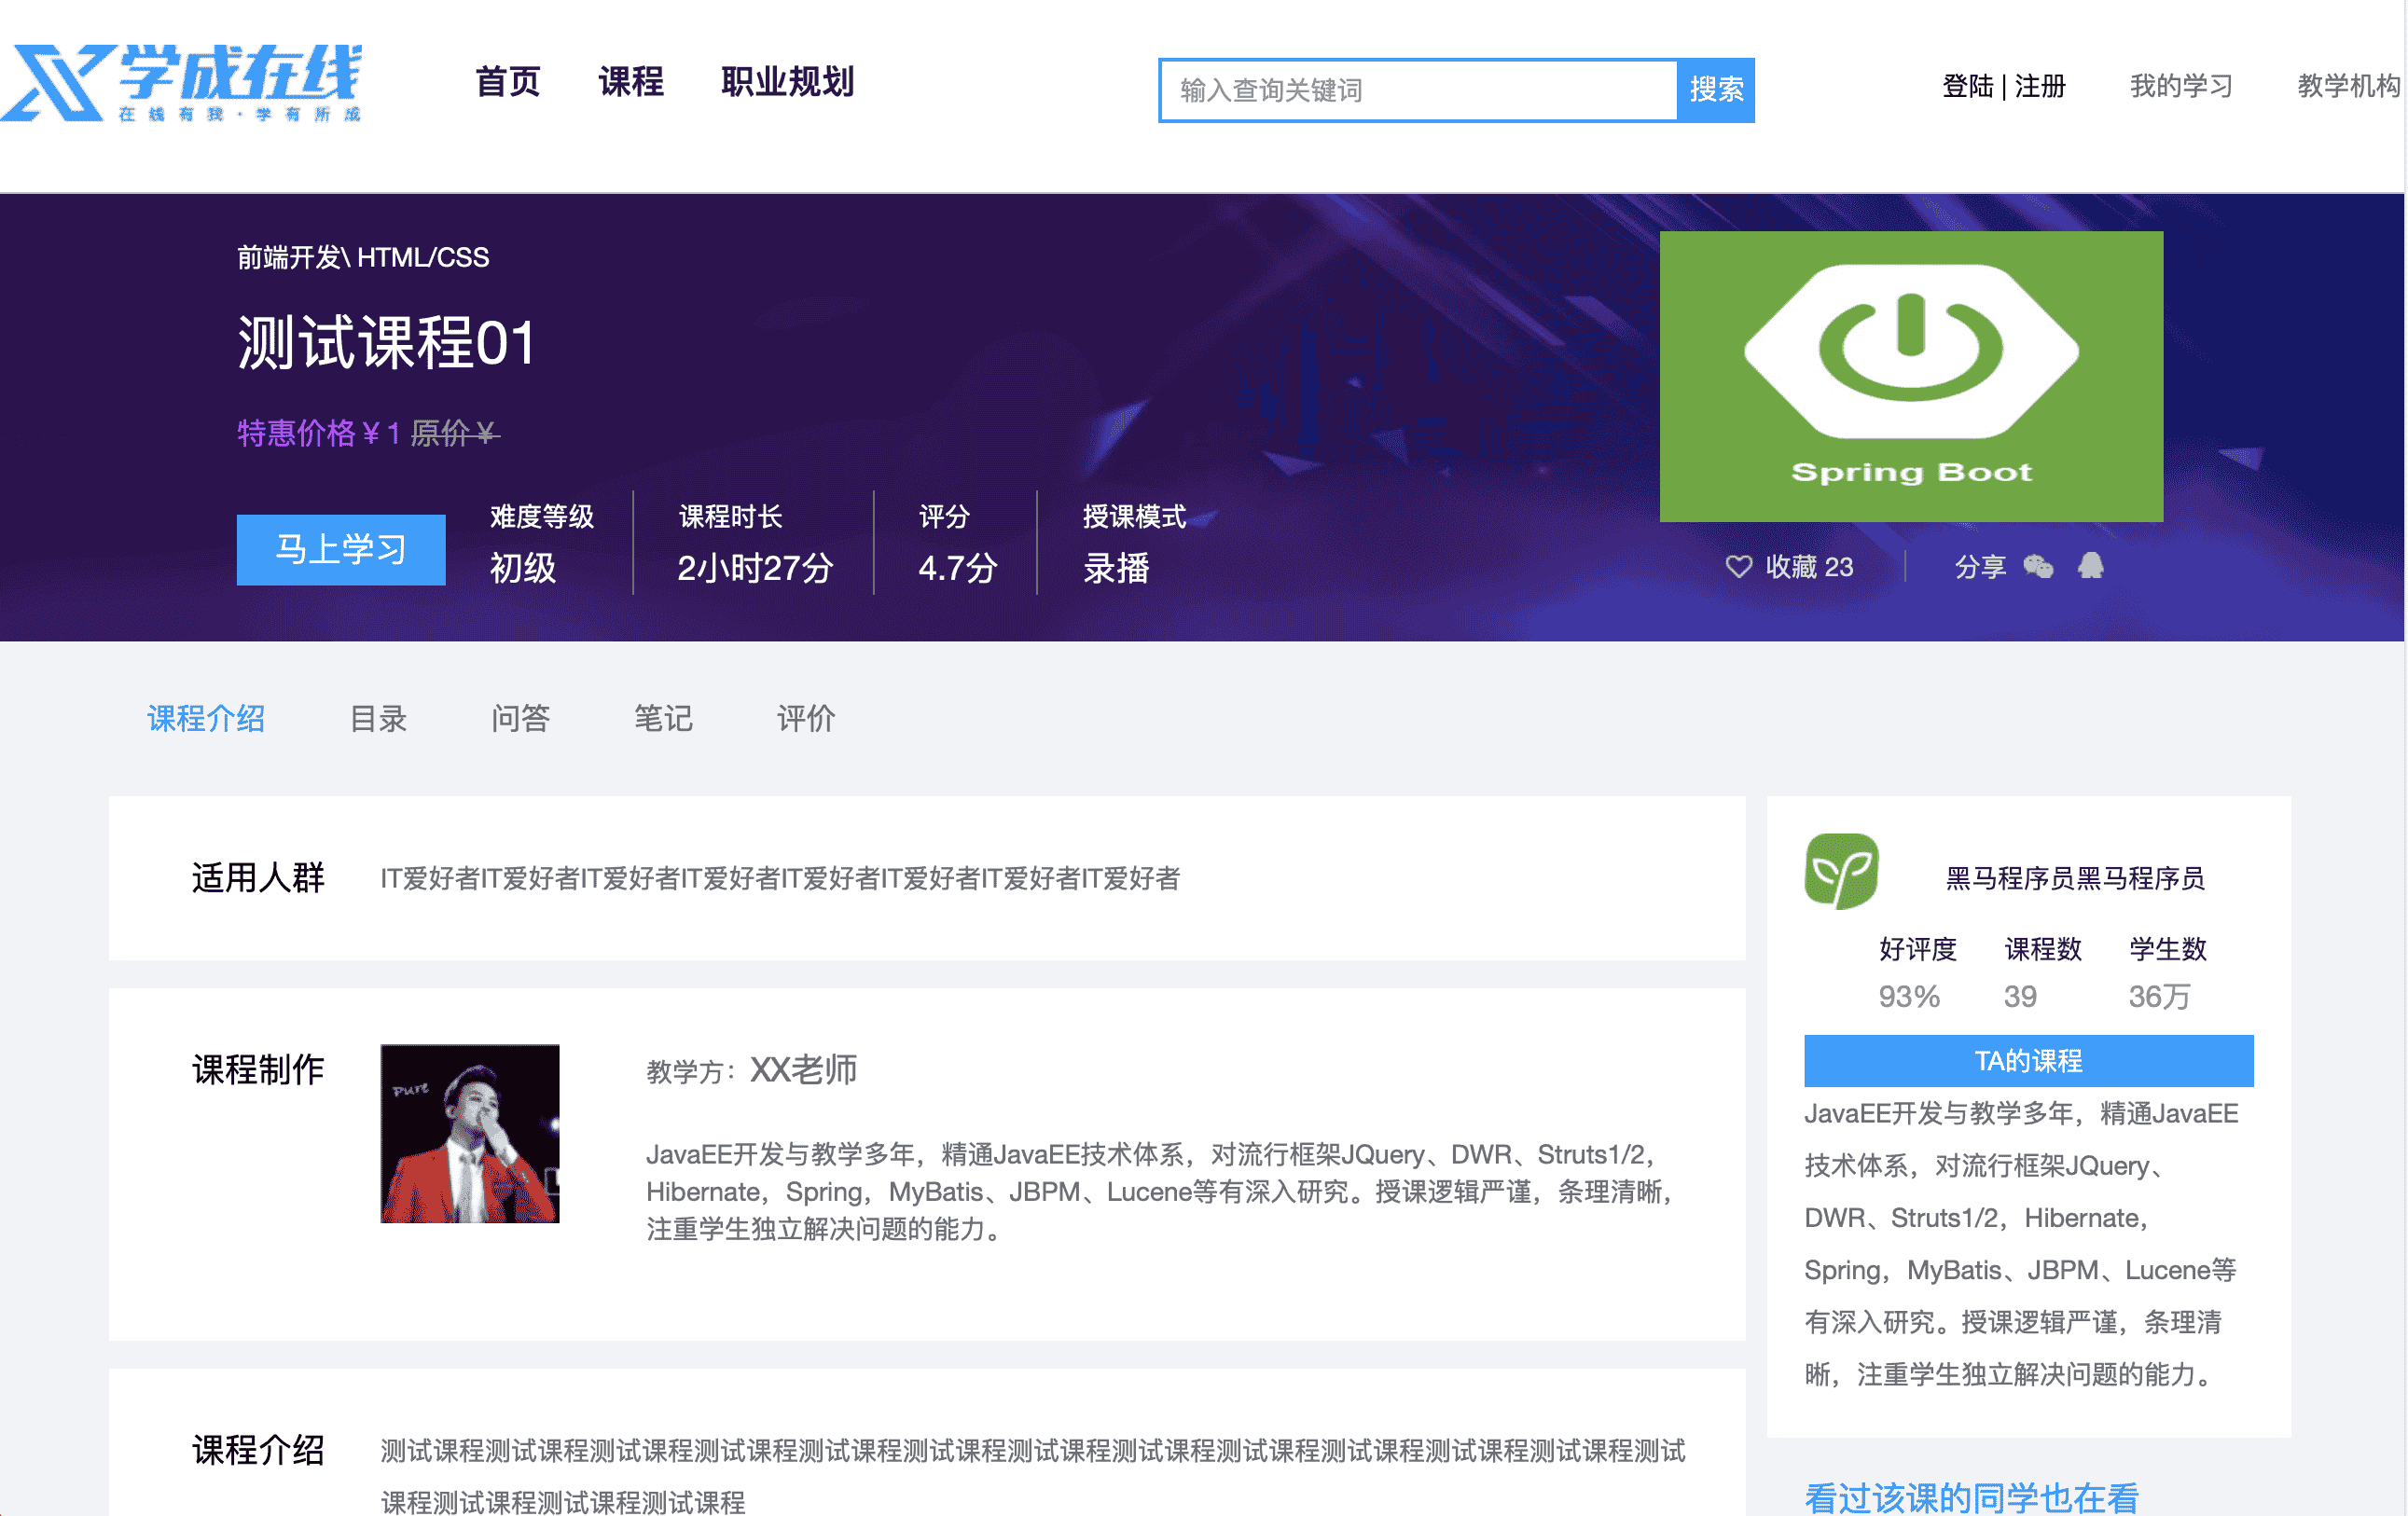 学成在线
在线有我·学有所成
首页 课程 职业规划
输入查询关键词 搜索
登陆 | 注册 我的学习 教学机构
前端开发\ HTML/CSS
测试课程01
特惠价格 ¥ 1 原价 ¥
马上学习
难度等级 课程时长 评分 授课模式
初级 2小时27分 4.7分 录播
Spring Boot
收藏 23 分享
课程介绍 目录 问答 笔记 评价
适用人群 IT爱好者IT爱好者IT爱好者IT爱好者IT爱好者IT爱好者IT爱好者IT爱好者
课程制作
Pure
教学方：XX老师
JavaEE开发与教学多年，精通JavaEE技术体系，对流行框架JQuery、DWR、Struts1/2，
Hibernate，Spring，MyBatis、JBPM、Lucene等有深入研究。授课逻辑严谨，条理清晰，
注重学生独立解决问题的能力。
课程介绍 测试课程测试课程测试课程测试课程测试课程测试课程测试课程测试课程测试课程测试课程测试课程测试课程测试
课程测试课程测试课程测试课程
黑马程序员黑马程序员
好评度 课程数 学生数
93% 39 36万
TA的课程
JavaEE开发与教学多年，精通JavaEE
技术体系，对流行框架JQuery、
DWR、Struts1/2，Hibernate，
Spring，MyBatis、JBPM、Lucene等
有深入研究。授课逻辑严谨，条理清
晰，注重学生独立解决问题的能力。
看过该课的同学也在看